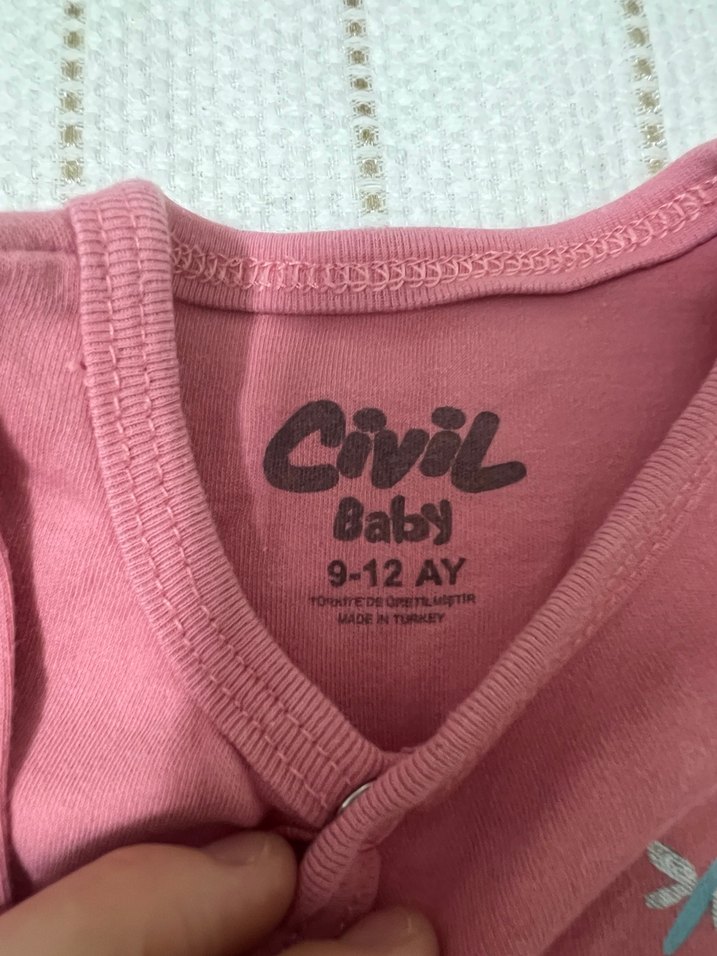 Civil
Baby
9-12 AY
TÜRKİYE'DE ÜRETİLMİŞTİR
MADE IN TURKEY